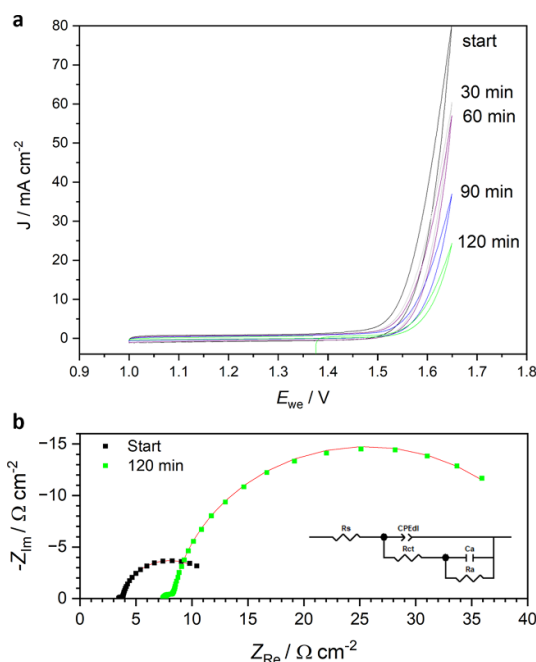 a
80
70
60
50
40
30
20
10
0
J / mA cm⁻²
start
30 min
60 min
90 min
120 min
0.9 1.0 1.1 1.2 1.3 1.4 1.5 1.6 1.7 1.8
Ewe / V
b
−15
−10
−5
0
-ZIm / Ω cm⁻²
Start
120 min
Rs
CPEdl
Rct
Ca
Ra
0 5 10 15 20 25 30 35 40
ZRe / Ω cm⁻²